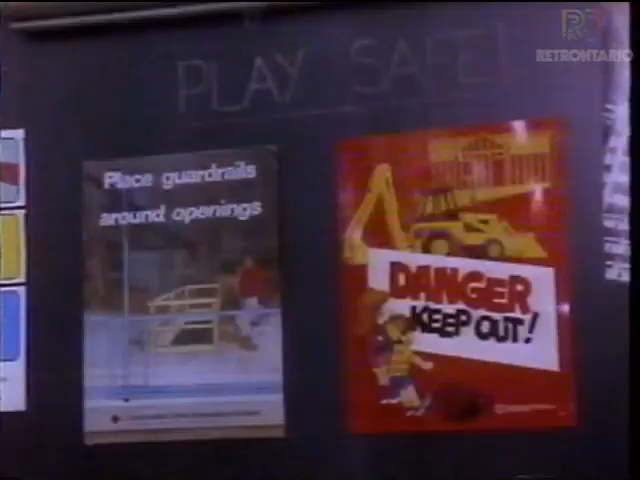 PLAY SAFE!
RETRONTARIO
Place guardrails
around openings
DANGER
KEEP OUT!